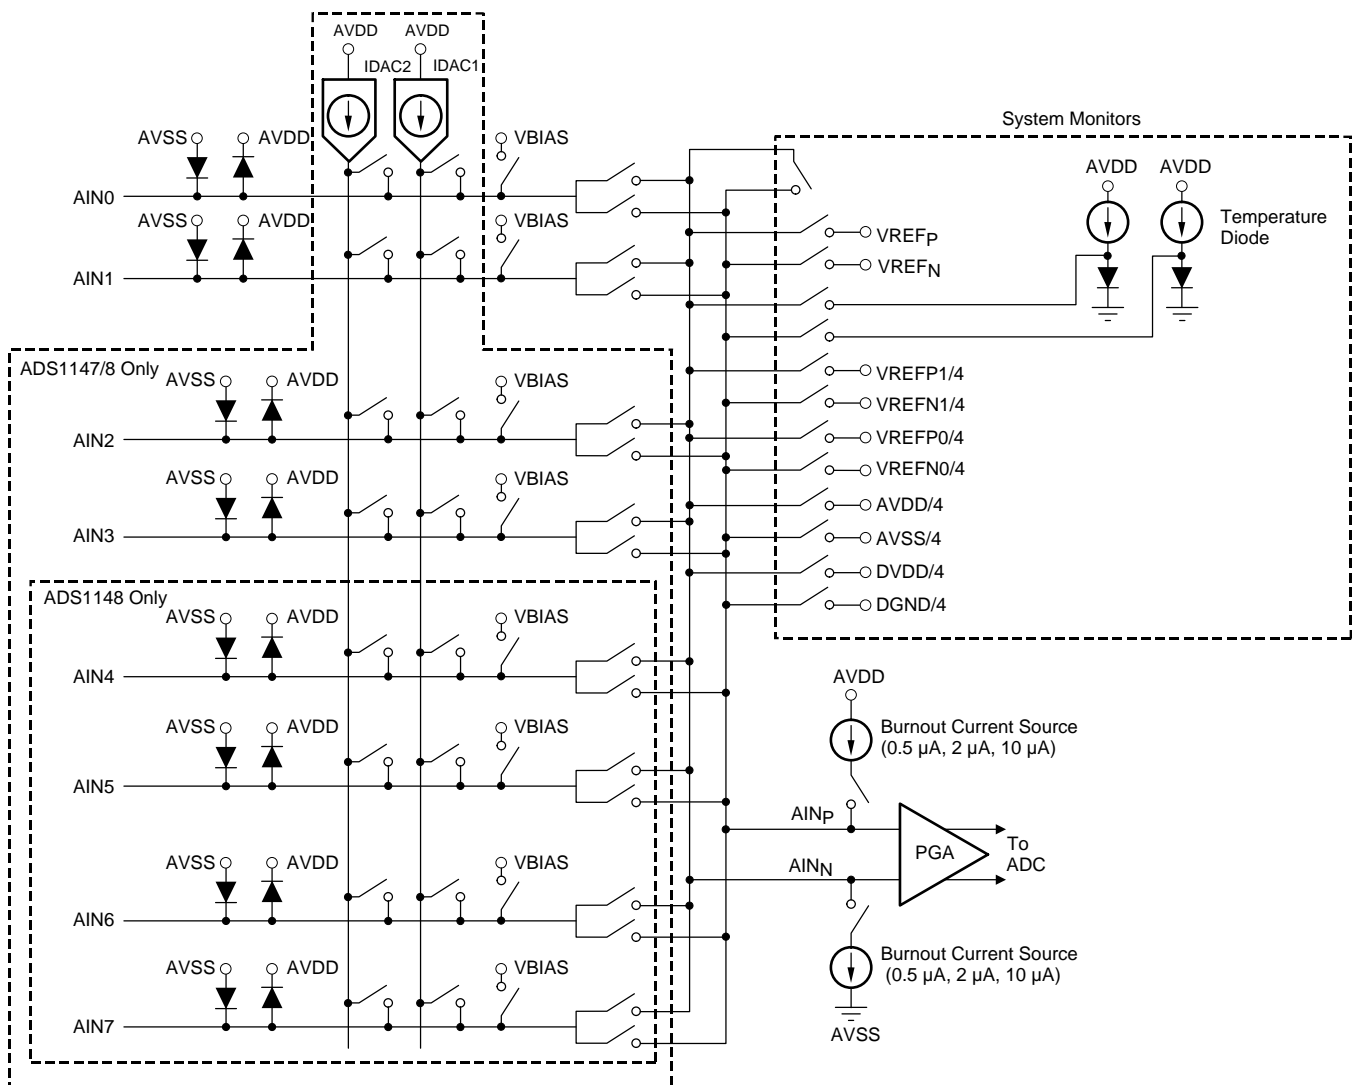 AVDD AVDD
IDAC2 IDAC1
System Monitors
AVSS AVDD VBIAS
AIN0
AVDD AVDD
Temperature
Diode
AVSS AVDD VBIAS
AIN1
VREFP
VREFN
ADS1147/8 Only
AVSS AVDD VBIAS
AIN2
VREFP1/4
VREFN1/4
VREFP0/4
VREFN0/4
AVSS AVDD VBIAS
AIN3
AVDD/4
AVSS/4
DVDD/4
DGND/4
ADS1148 Only
AVSS AVDD VBIAS
AIN4
AVSS AVDD VBIAS
AIN5
AVDD
Burnout Current Source
(0.5 µA, 2 µA, 10 µA)
AINP
PGA
To
ADC
AINN
AVSS AVDD VBIAS
AIN6
Burnout Current Source
(0.5 µA, 2 µA, 10 µA)
AVSS
AVSS AVDD VBIAS
AIN7